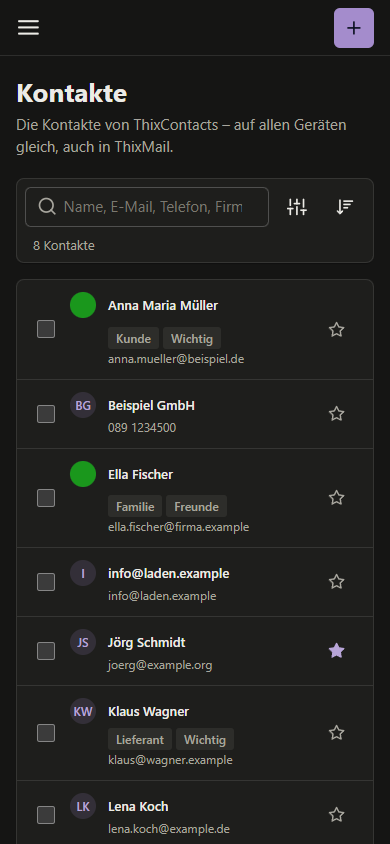 Kontakte
Die Kontakte von ThixContacts – auf allen Geräten
gleich, auch in ThixMail.
Name, E-Mail, Telefon, Firm
8 Kontakte
Anna Maria Müller
Kunde Wichtig
anna.mueller@beispiel.de
BG Beispiel GmbH
089 1234500
Ella Fischer
Familie Freunde
ella.fischer@firma.example
I info@laden.example
info@laden.example
JS Jörg Schmidt
joerg@example.org
KW Klaus Wagner
Lieferant Wichtig
klaus@wagner.example
LK Lena Koch
lena.koch@example.de